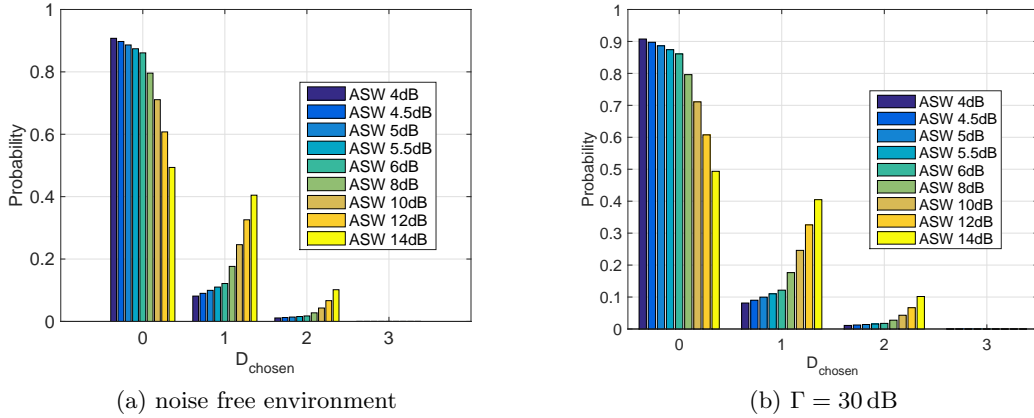 1
0.8
0.6
0.4
0.2
0
Probability
0 1 2 3
D_chosen
ASW 4dB
ASW 4.5dB
ASW 5dB
ASW 5.5dB
ASW 6dB
ASW 8dB
ASW 10dB
ASW 12dB
ASW 14dB
(a) noise free environment
1
0.9
0.8
0.7
0.6
0.5
0.4
0.3
0.2
0.1
0
Probability
0 1 2 3
D_chosen
ASW 4dB
ASW 4.5dB
ASW 5dB
ASW 5.5dB
ASW 6dB
ASW 8dB
ASW 10dB
ASW 12dB
ASW 14dB
(b) Γ = 30 dB